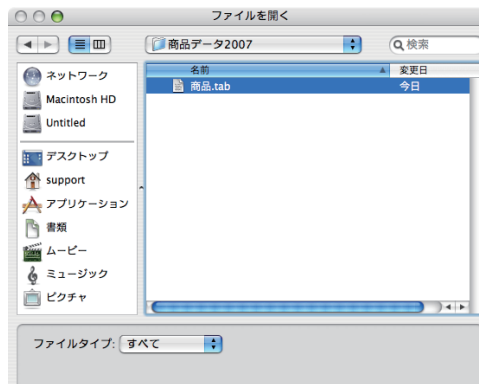 ファイルを開く
商品データ2007
検索
名前 変更日
商品.tab 今日
ネットワーク
Macintosh HD
Untitled
デスクトップ
support
アプリケーション
書類
ムービー
ミュージック
ピクチャ
ファイルタイプ: すべて